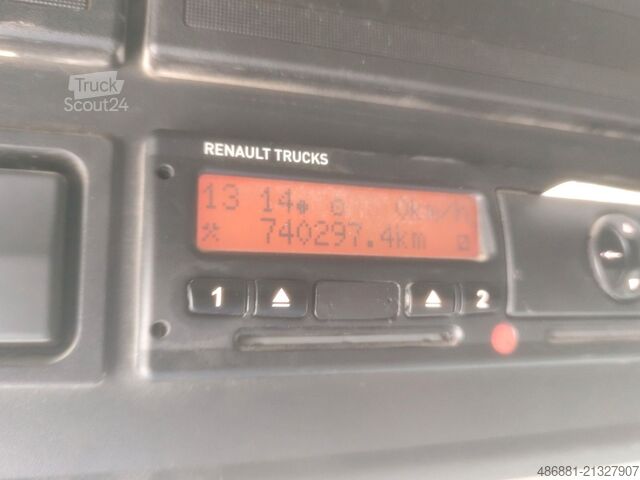 Truck
Scout24
RENAULT TRUCKS
13 14 0km/h
740297.4km
1 2
486881-21327907